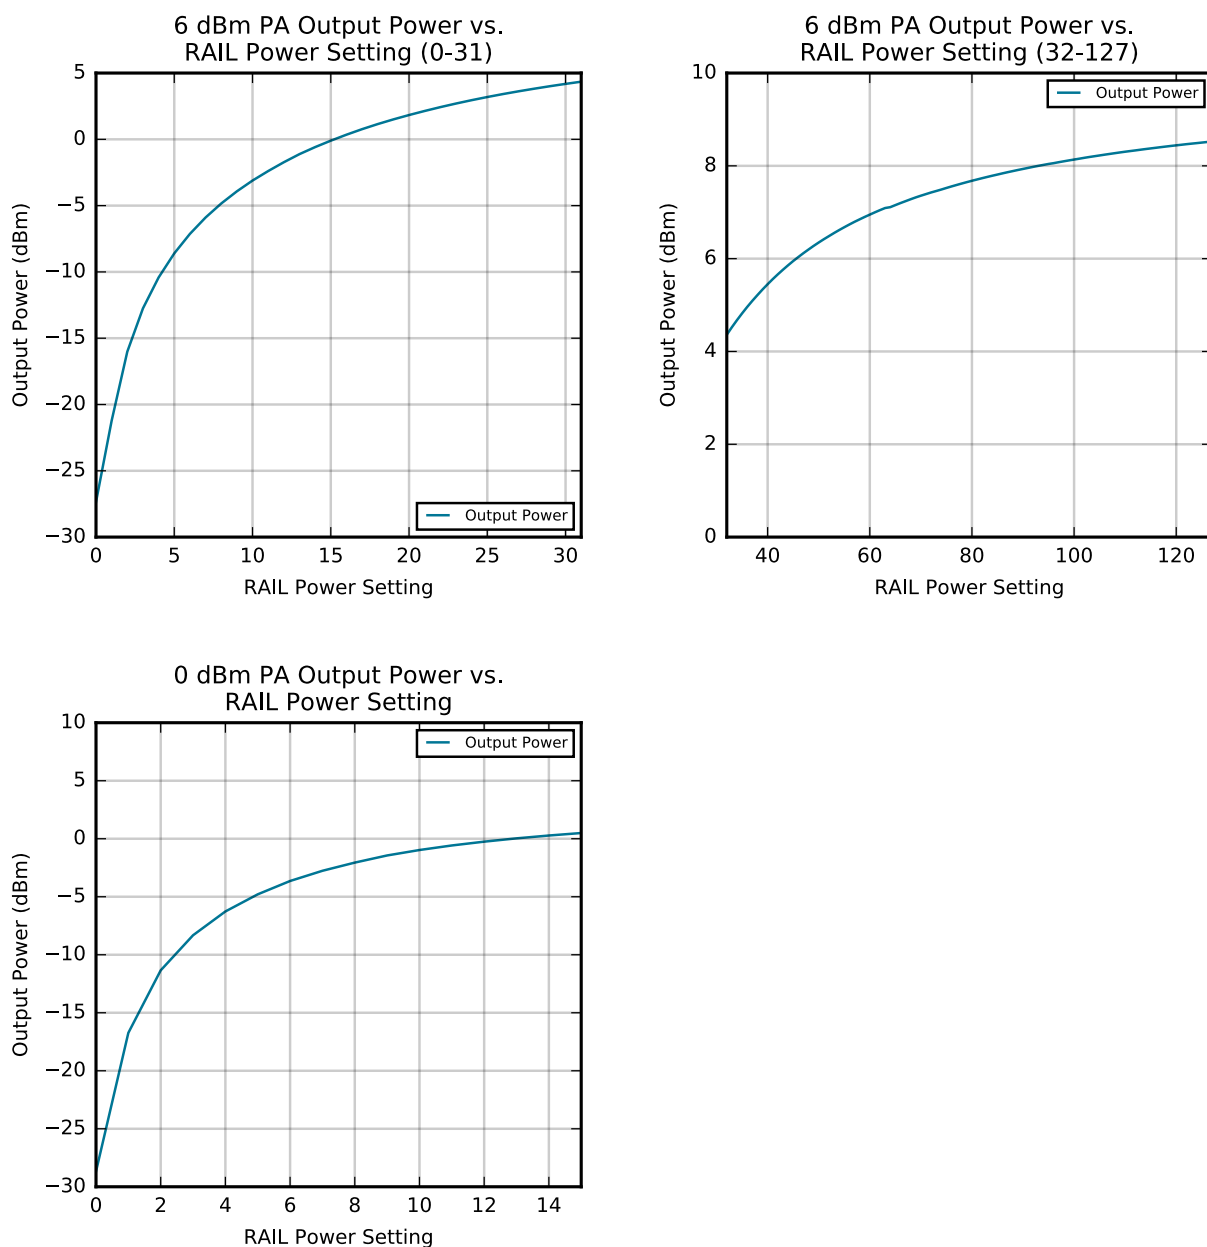 6 dBm PA Output Power vs.
RAIL Power Setting (0-31)
5
0
−5
−10
−15
−20
−25
−30
Output Power (dBm)
Output Power
0 5 10 15 20 25 30
RAIL Power Setting
6 dBm PA Output Power vs.
RAIL Power Setting (32-127)
10
8
6
4
2
0
Output Power (dBm)
Output Power
40 60 80 100 120
RAIL Power Setting
0 dBm PA Output Power vs.
RAIL Power Setting
10
5
0
−5
−10
−15
−20
−25
−30
Output Power (dBm)
Output Power
0 2 4 6 8 10 12 14
RAIL Power Setting